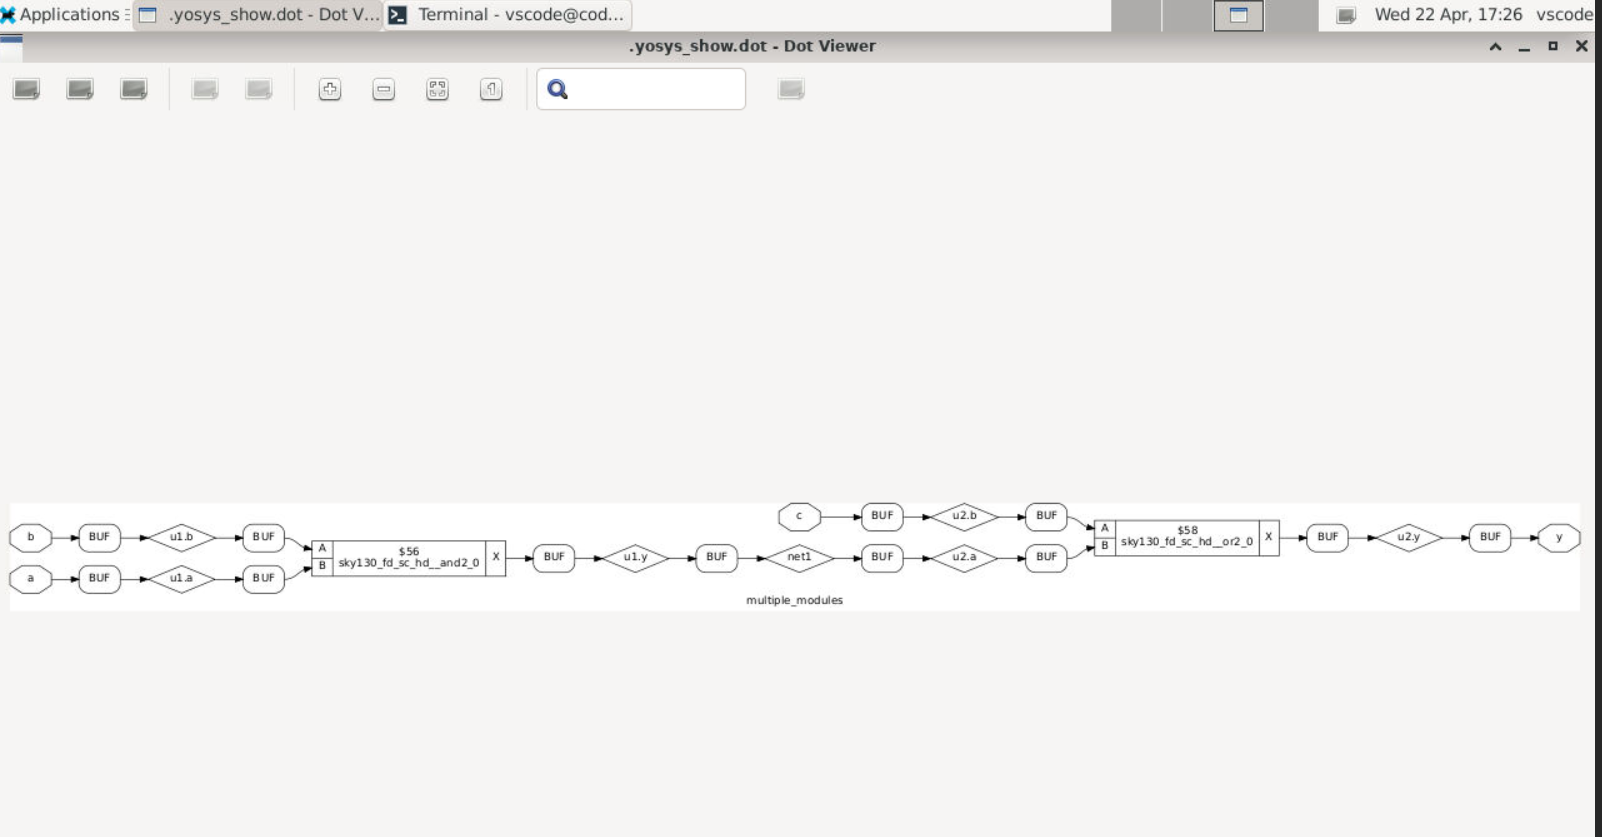 Applications
.yosys_show.dot - Dot V...
Terminal - vscode@cod...
Wed 22 Apr, 17:26
vscode
.yosys_show.dot - Dot Viewer
1
c BUF u2.b BUF
b BUF u1.b BUF
A
B
$56
sky130_fd_sc_hd__and2_0
X
a BUF u1.a BUF
BUF u1.y BUF net1 BUF u2.a BUF
A
B
$58
sky130_fd_sc_hd__or2_0
X
BUF u2.y BUF y
multiple_modules